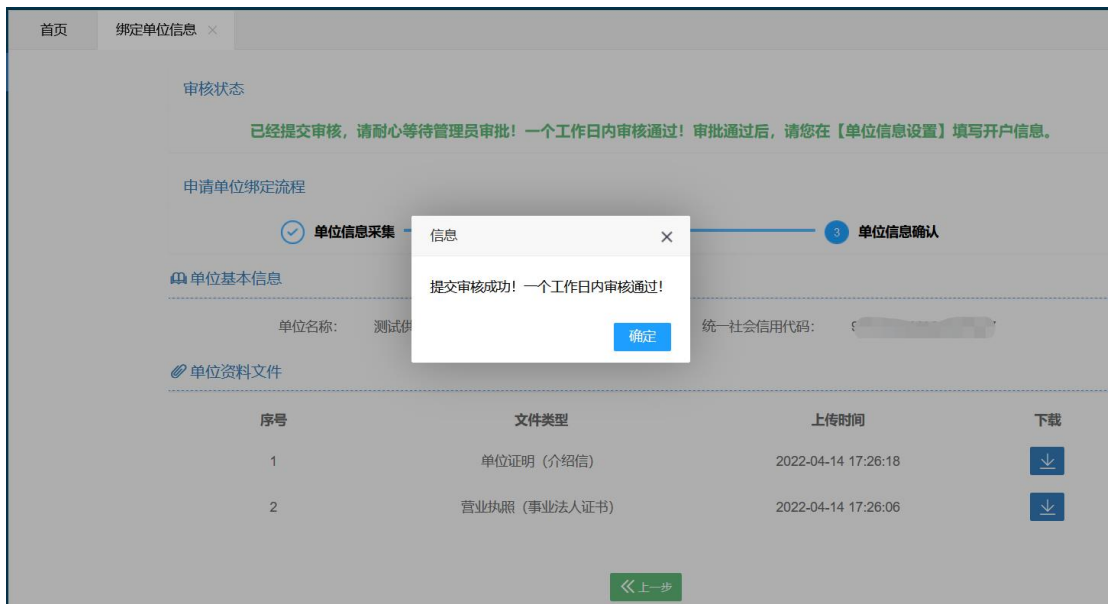 首页 绑定单位信息 ×
审核状态
已经提交审核，请耐心等待管理员审批！一个工作日内审核通过！审批通过后，请您在【单位信息设置】填写开户信息。
申请单位绑定流程
单位信息采集 3 单位信息确认
信息 ×
提交审核成功！一个工作日内审核通过！
确定
单位基本信息
单位名称： 测试供 统一社会信用代码：
单位资料文件
序号 文件类型 上传时间 下载
1 单位证明（介绍信） 2022-04-14 17:26:18
2 营业执照（事业法人证书） 2022-04-14 17:26:06
上一步